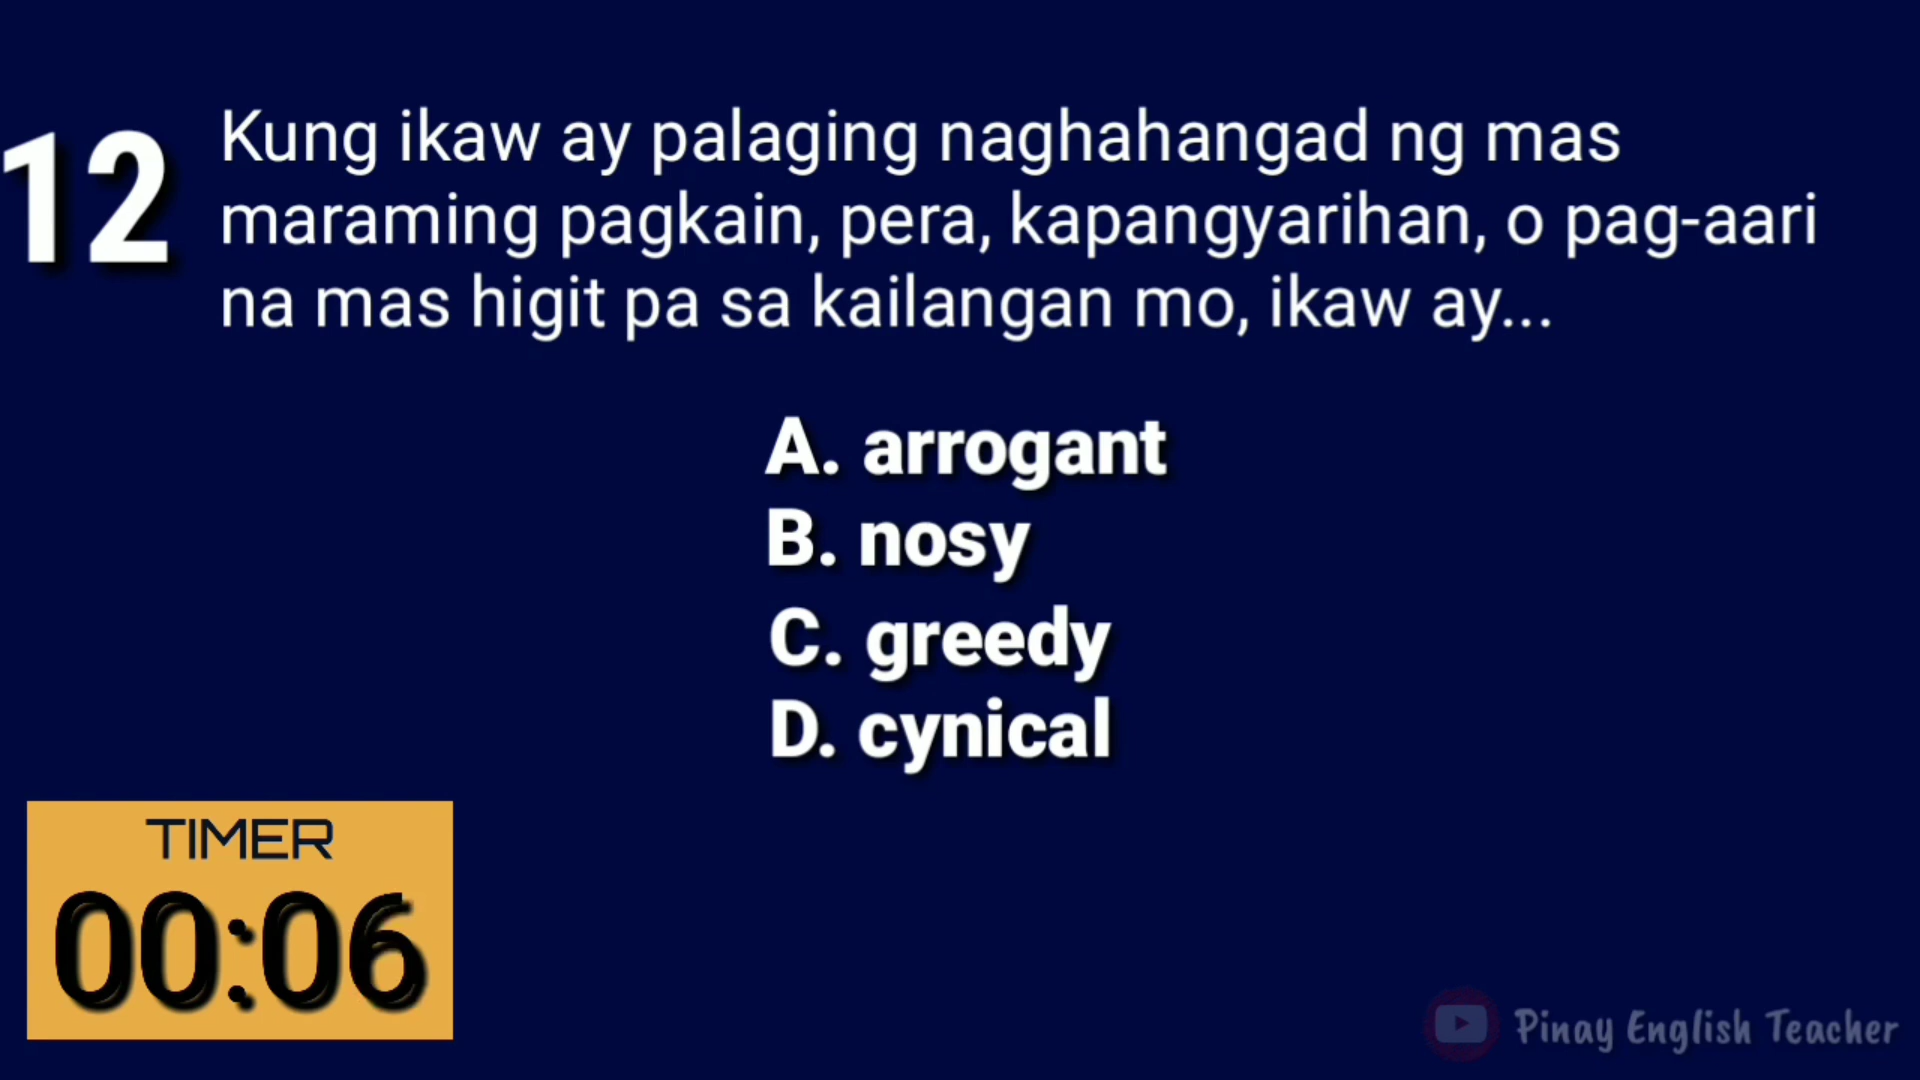 12
Kung ikaw ay palaging naghahangad ng mas
maraming pagkain, pera, kapangyarihan, o pag-aari
na mas higit pa sa kailangan mo, ikaw ay...
A. arrogant
B. nosy
C. greedy
D. cynical
TIMER
00:06
Pinay English Teacher